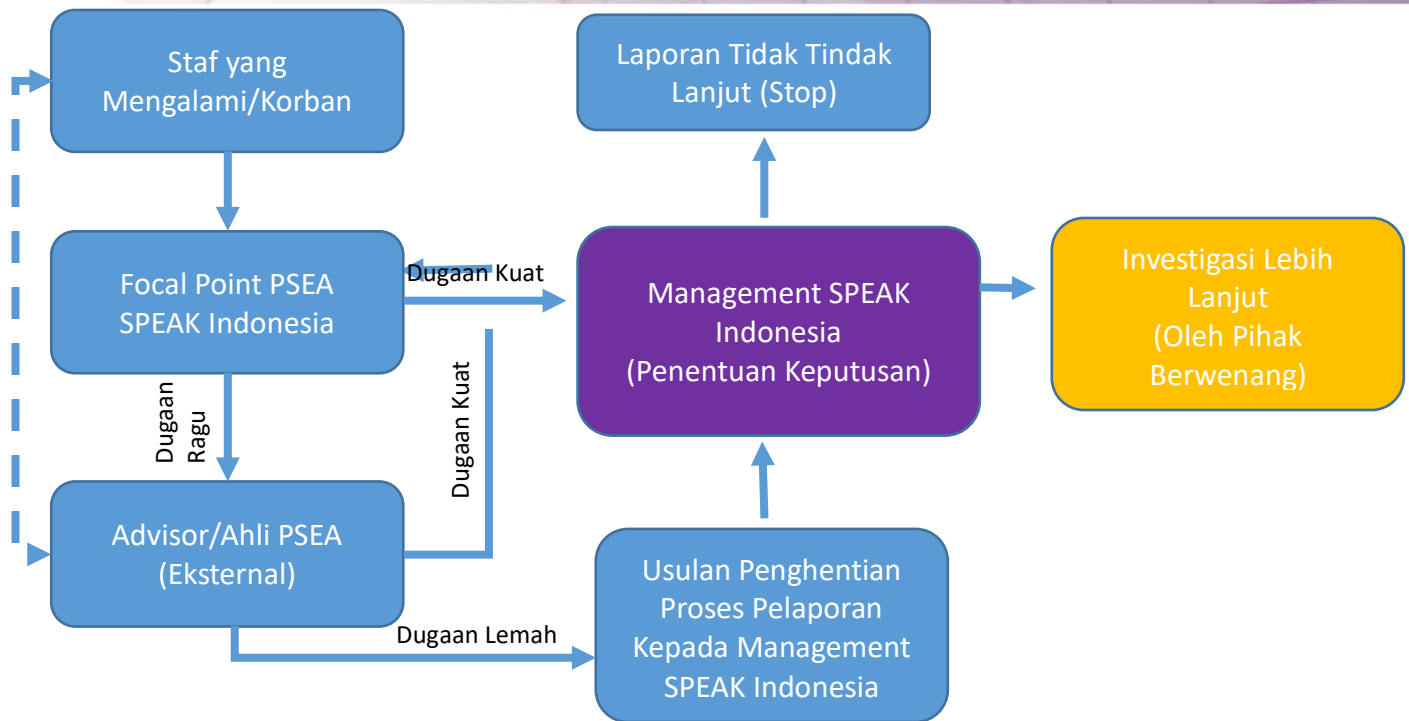 Staf yang
Mengalami/Korban
Laporan Tidak Tindak
Lanjut (Stop)
Focal Point PSEA
SPEAK Indonesia
Dugaan Kuat
Management SPEAK
Indonesia
(Penentuan Keputusan)
Investigasi Lebih
Lanjut
(Oleh Pihak
Berwenang)
Dugaan
Ragu
Dugaan Kuat
Advisor/Ahli PSEA
(Eksternal)
Dugaan Lemah
Usulan Penghentian
Proses Pelaporan
Kepada Management
SPEAK Indonesia